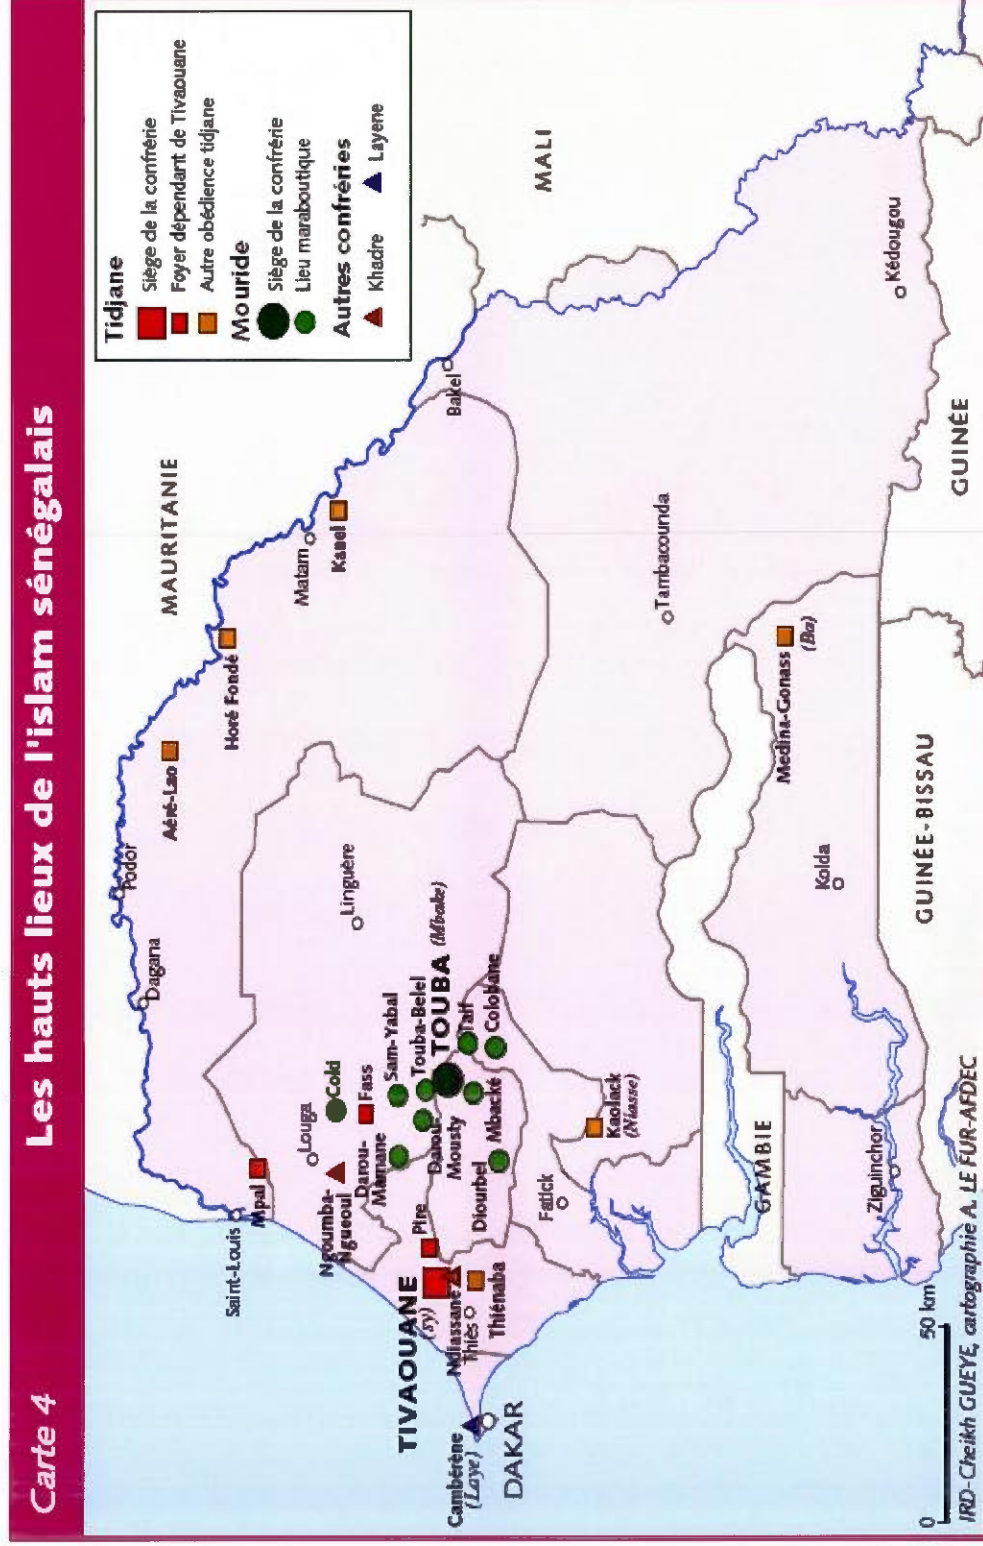 Carte 4
Les hauts lieux de l'islam sénégalais
Tidjane
Siège de la confrérie
Foyer dépendant de Tivaouane
Autre obédience tidjane
Mouride
Siège de la confrérie
Lieu maraboutique
Autres confréries
Khadre
Layene
MAURITANIE
MALI
GUINÉE
GUINÉE-BISSAU
GAMBIE
Podor
Dagana
Saint-Louis
Mpal
Aéré-Lao
Horé Fondé
Matam
Kanel
Bakel
Louga
Coki
Ngoumba-
Ngueoul
Fass
Linguère
Darou-
Mamane
Sam-Yabal
Touba-Belel
TOUBA (Mbake)
Daour-
Mousty
Taïf
Colobane
Mbacké
Diourbel
Pire
TIVAOUANE
(sy)
Ndiassane
Thiès
Thiénaba
Cambérène
(Laye)
DAKAR
Fatick
Kaolack
(Niasse)
Tambacounda
Kédougou
Medina-Gonass
(Ba)
Kolda
Ziguinchor
0
50 km
IRD-Cheikh GUEYE, cartographie A. LE FUR-AFDEC